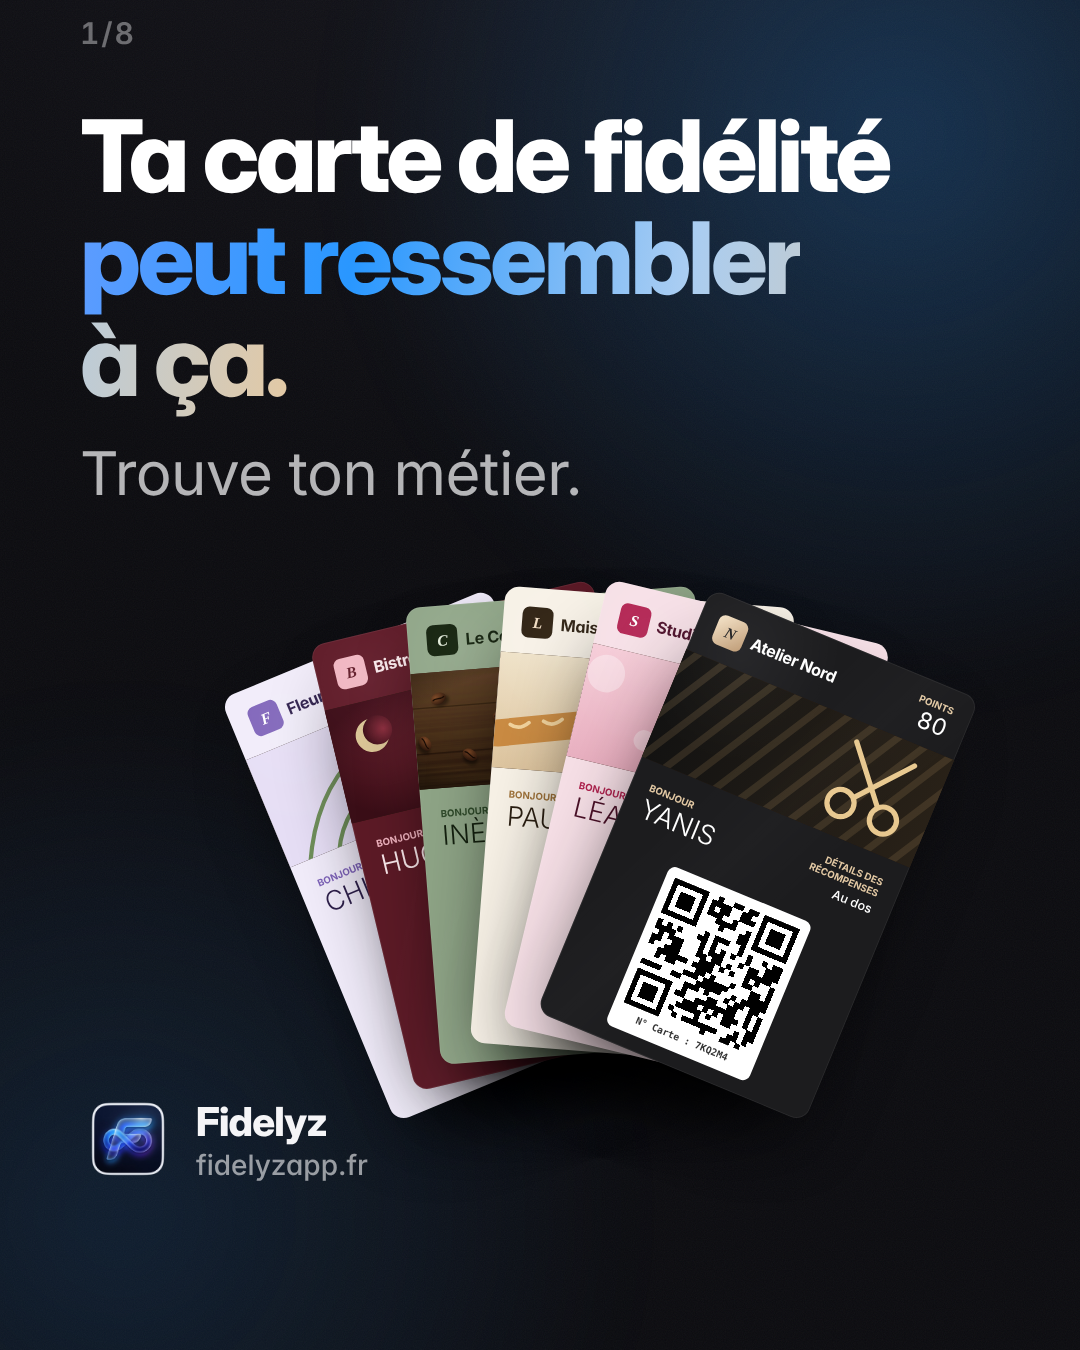 1/8
Ta carte de fidélité
peut ressembler
à ça.
Trouve ton métier.
F
B
C Le
L
S
N Atelier Nord
POINTS
80
BONJOUR
BONJOUR
BONJOUR
BONJOUR
BONJOUR
BONJOUR
YANIS
DÉTAILS DES
RÉCOMPENSES
Au dos
N° Carte : 7KQ2M4
Fidelyz
fidelyzapp.fr